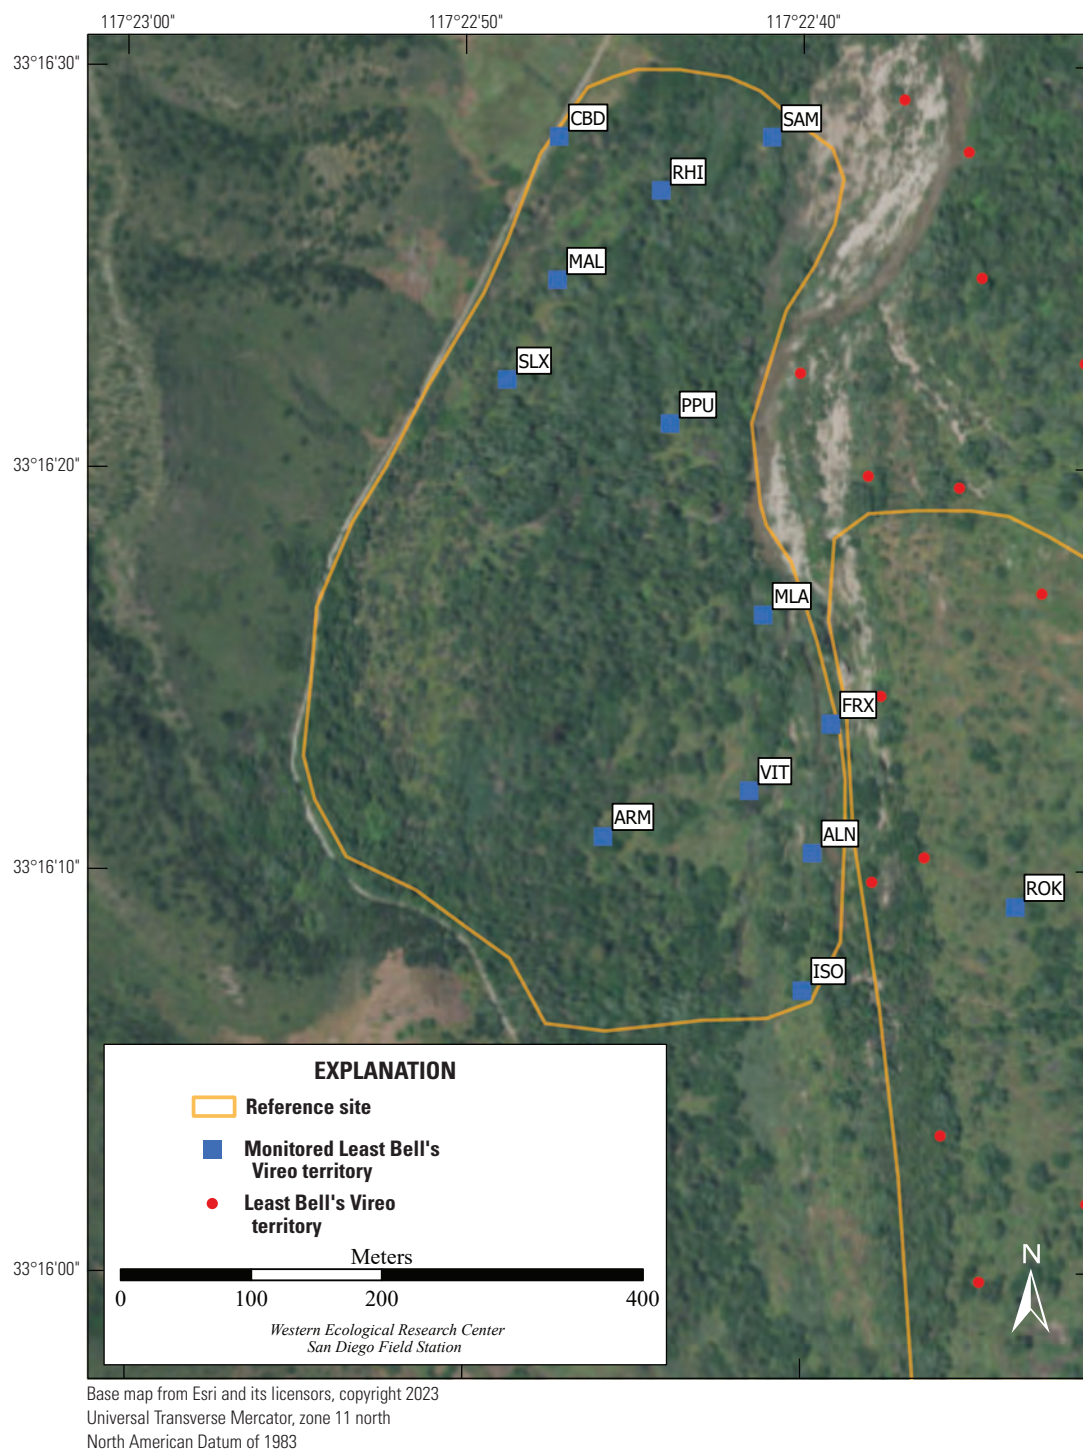 117°23'00" 117°22'50" 117°22'40"
33°16'30"
CBD
SAM
RHI
MAL
SLX
PPU
33°16'20"
MLA
FRX
VIT
ARM
ALN
33°16'10"
ROK
ISO
EXPLANATION
Reference site
Monitored Least Bell's
Vireo territory
Least Bell's Vireo
territory
Meters
0 100 200 400
Western Ecological Research Center
San Diego Field Station
N
33°16'00"
Base map from Esri and its licensors, copyright 2023
Universal Transverse Mercator, zone 11 north
North American Datum of 1983